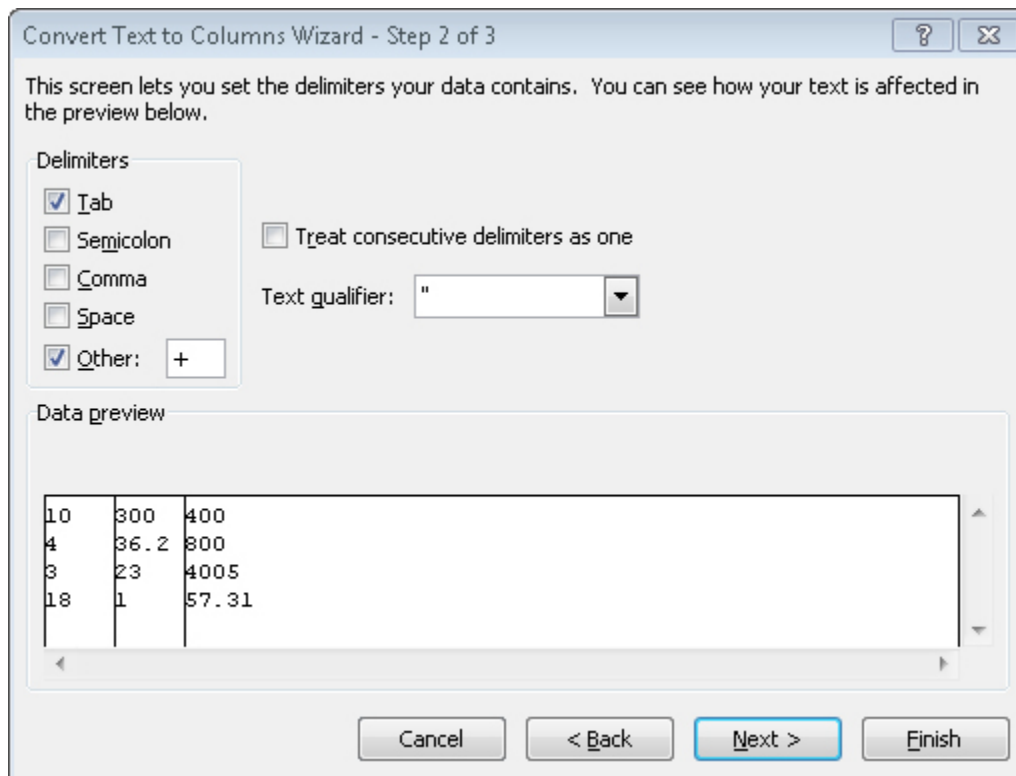 Convert Text to Columns Wizard - Step 2 of 3
This screen lets you set the delimiters your data contains. You can see how your text is affected in
the preview below.
Delimiters
Tab
Semicolon
Comma
Space
Other: +
Treat consecutive delimiters as one
Text qualifier: "
Data preview
10 300 400
4 36.2 800
3 23 4005
18 1 57.31
Cancel < Back Next > Finish